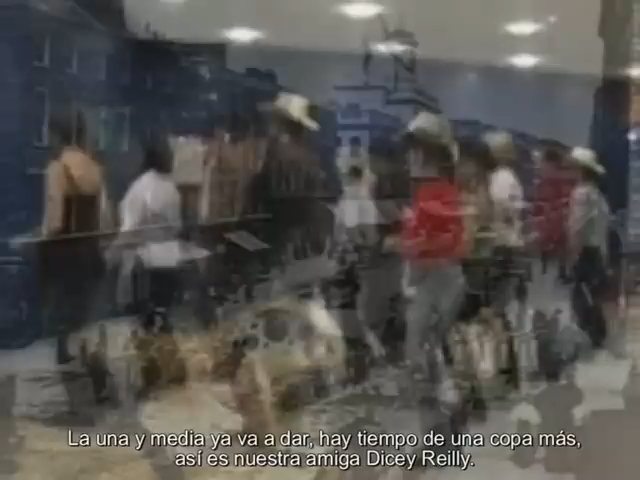 La una y media ya va a dar, hay tiempo de una copa más,
así es nuestra amiga Dicey Reilly.